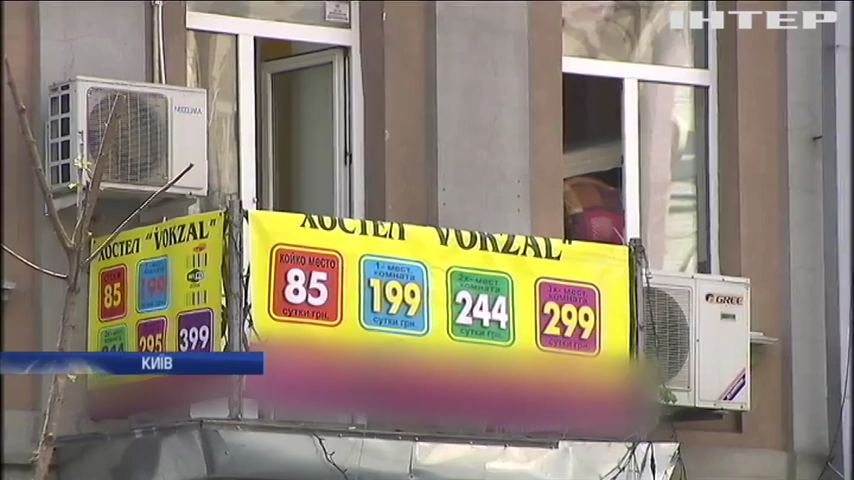 ІНТЕР
ХОСТЕЛ "VOKZAL"
85
199
244
295
399
ХОСТЕЛ "VOKZAL"
койко место
85
сутки грн.
1- мест. комната
199
сутки грн.
2х- мест. комната
244
сутки грн.
3х- мест. комната
299
сутки грн.
GREE
КИЇВ